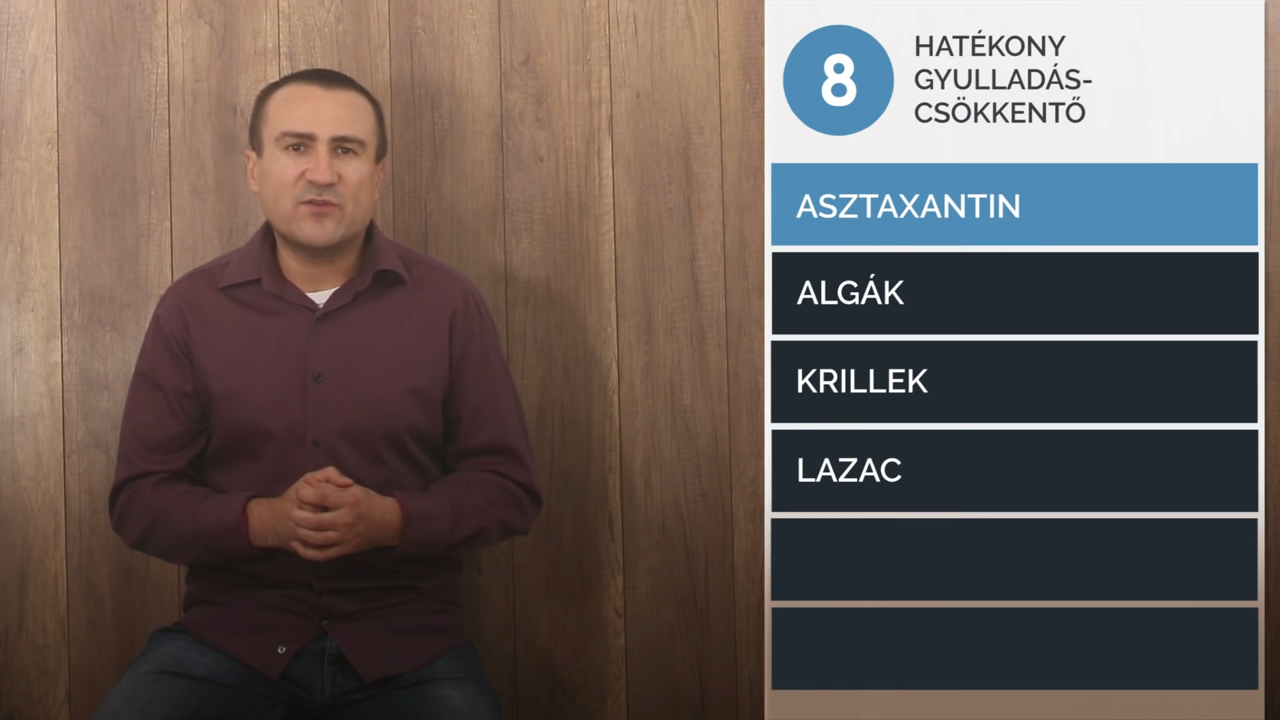 8
HATÉKONY
GYULLADÁS-
CSÖKKENTŐ
ASZTAXANTIN
ALGÁK
KRILLEK
LAZAC